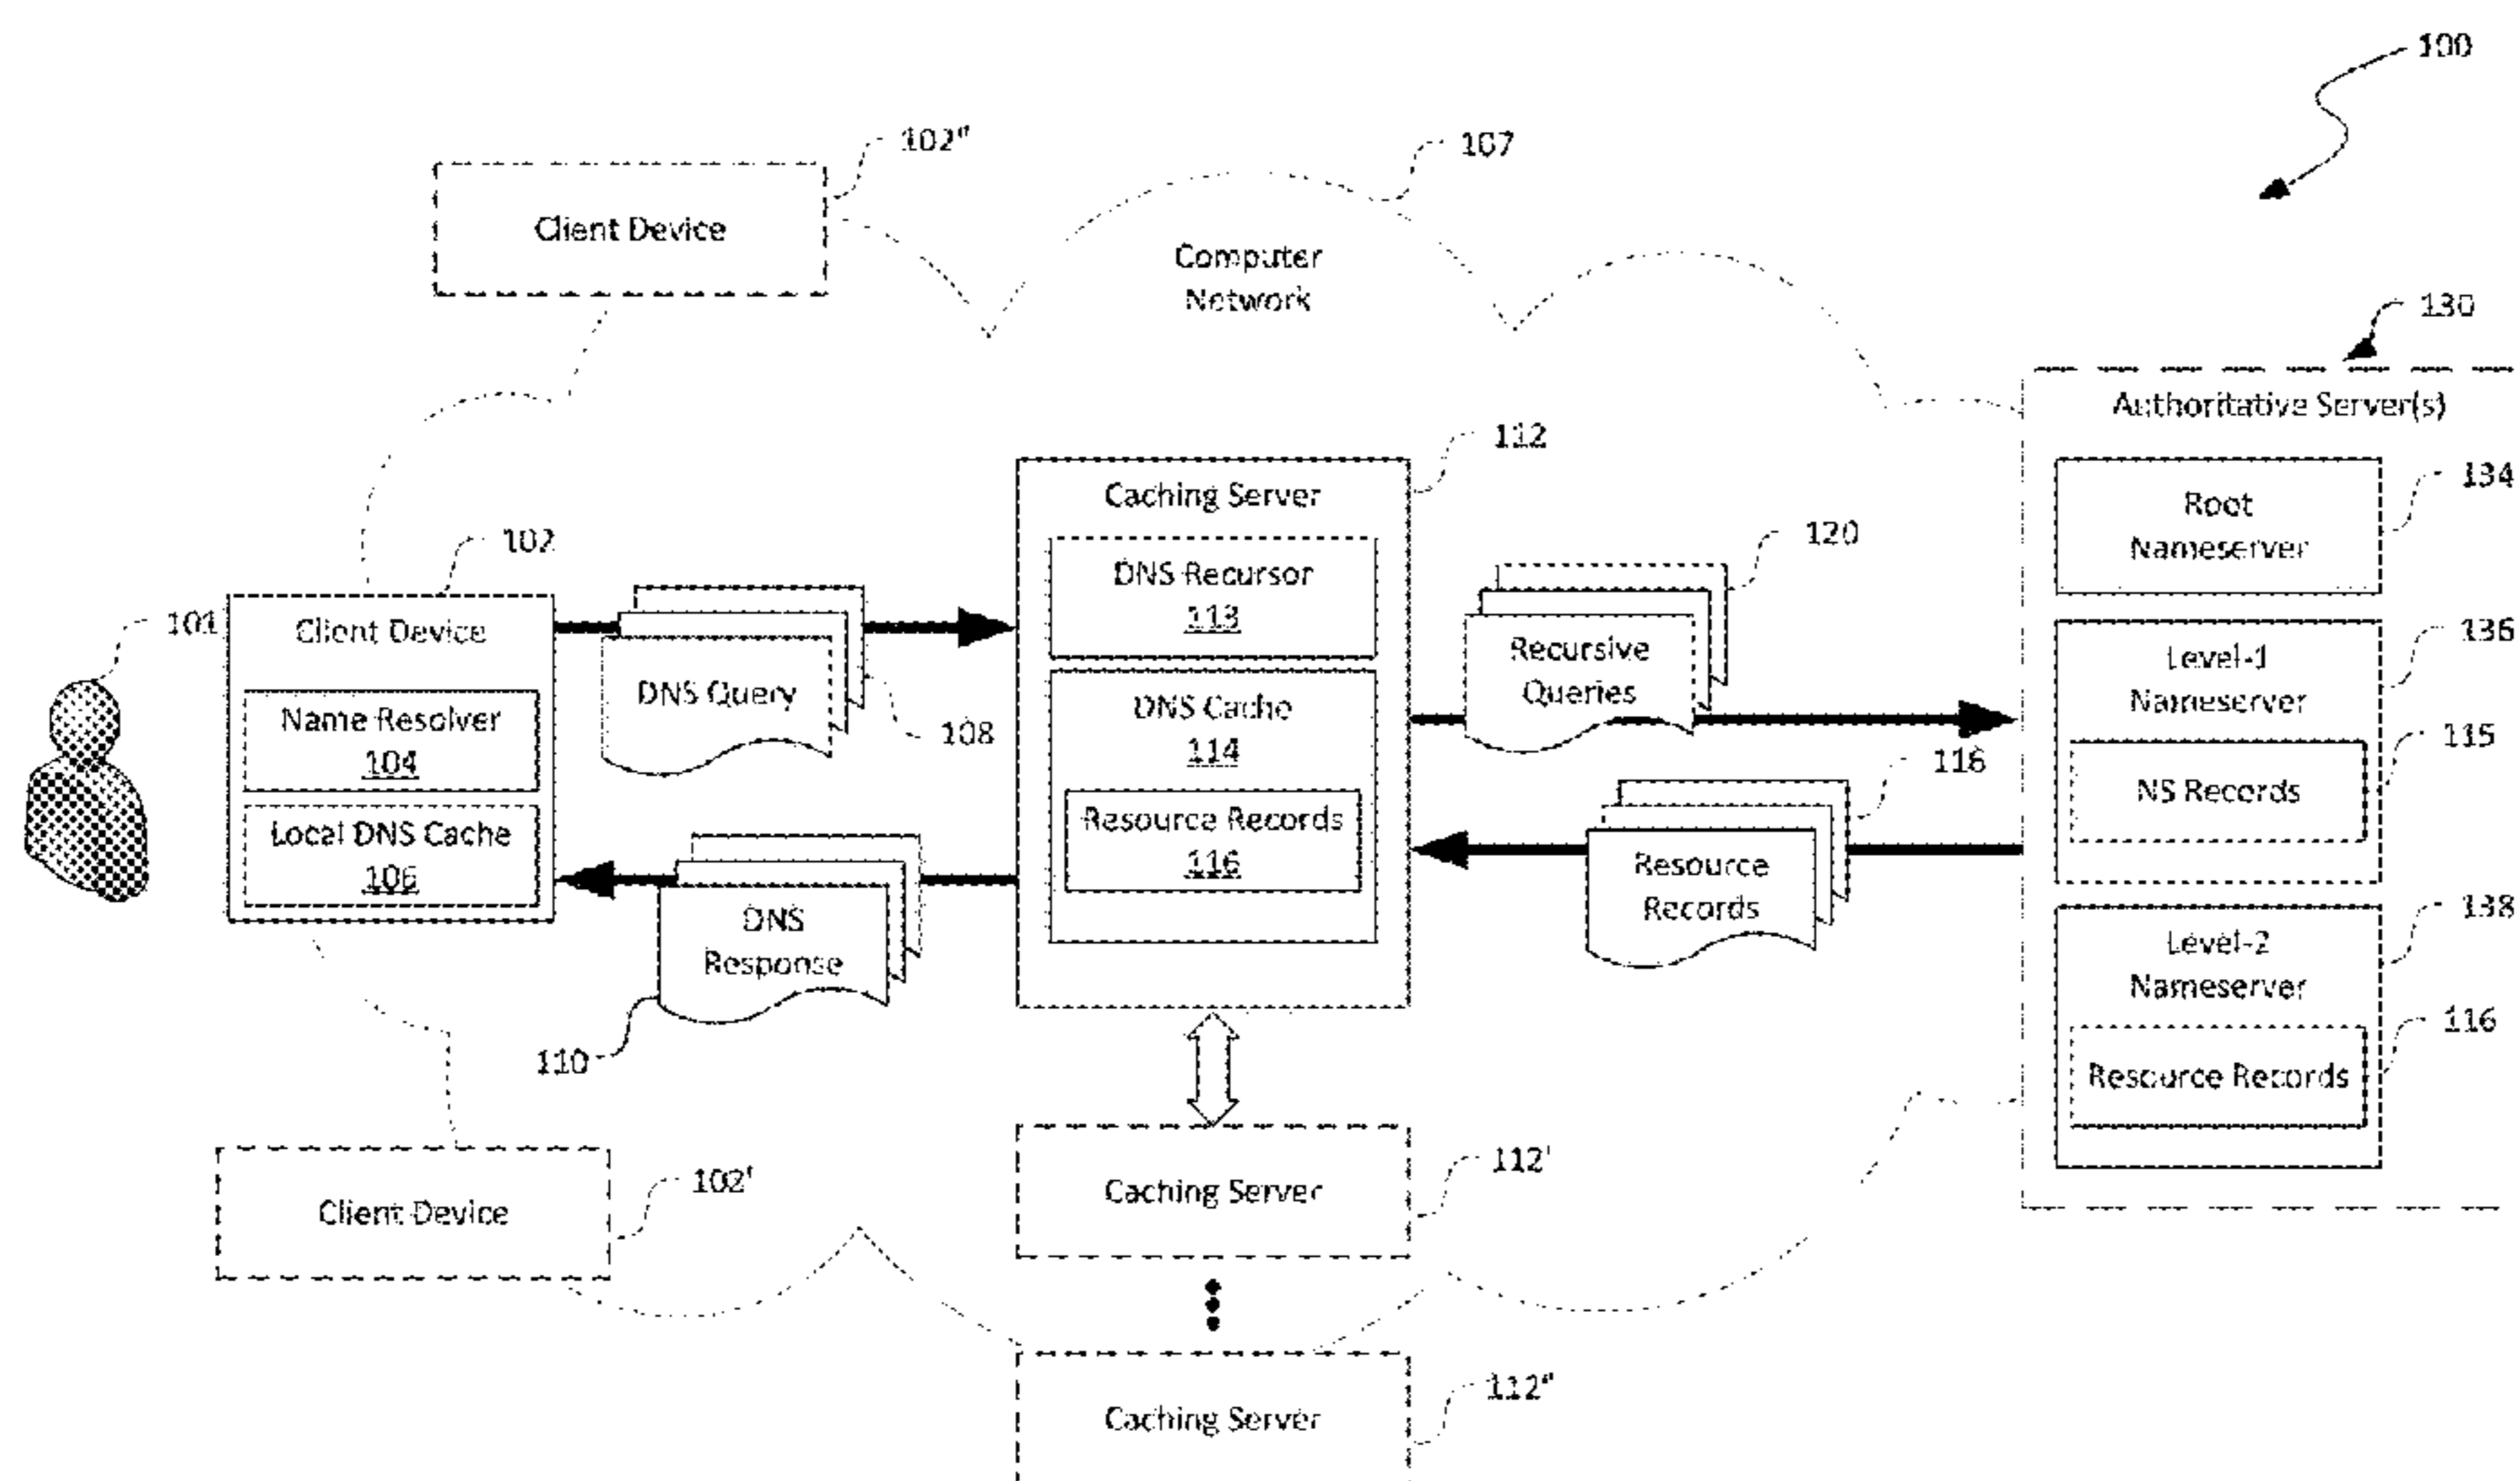 100
102"
107
Client Device
Computer
Network
130
Authoritative Server(s)
112
134
Caching Server
Root
Nameserver
102
120
DNS Recursor
113
101
Client Device
136
Recursive
Queries
Level-1
Nameserver
DNS Query
Name Resolver
104
108
DNS Cache
114
115
116
NS Records
Local DNS Cache
106
Resource Records
116
Resource
Records
138
DNS
Response
Level-2
Nameserver
116
110
Resource Records
112'
102'
Caching Server
Client Device
112"
Caching Server